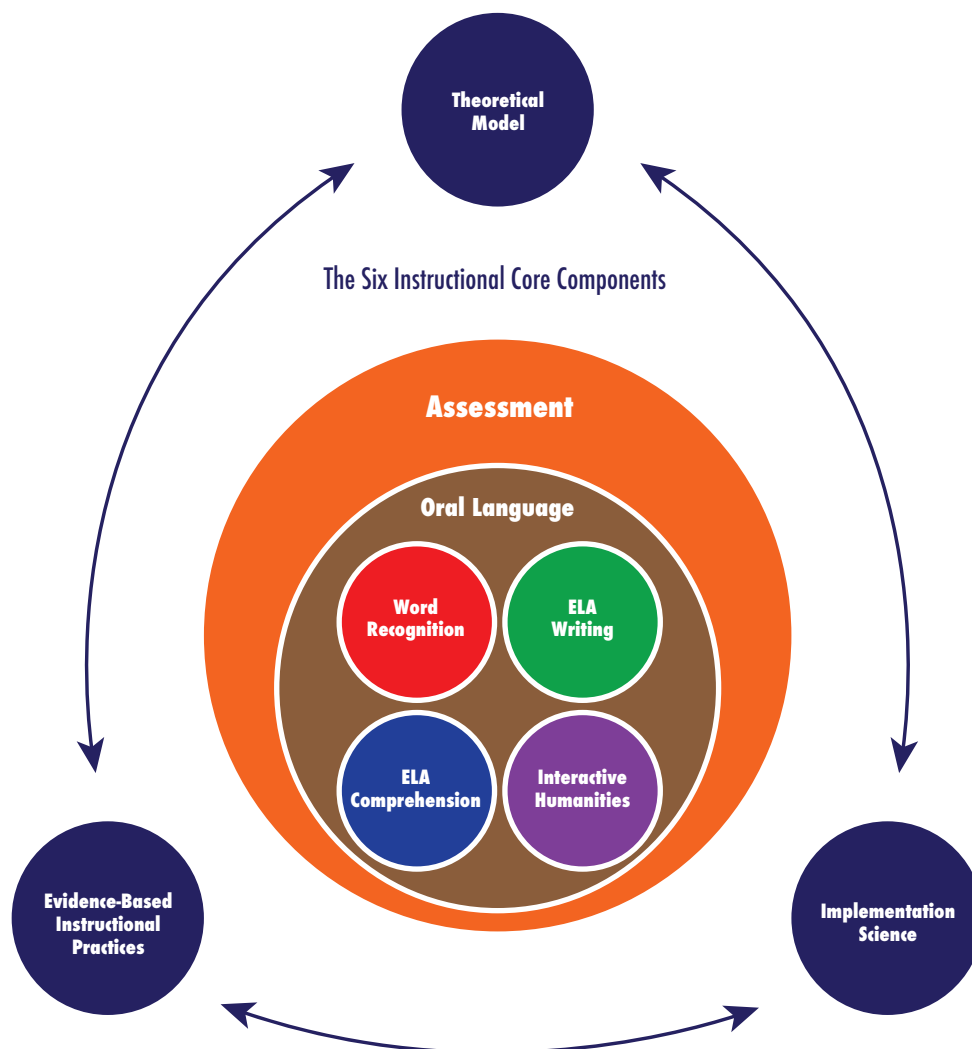 Theoretical
Model
The Six Instructional Core Components
Assessment
Oral Language
Word
Recognition
ELA
Writing
ELA
Comprehension
Interactive
Humanities
Evidence-Based
Instructional
Practices
Implementation
Science